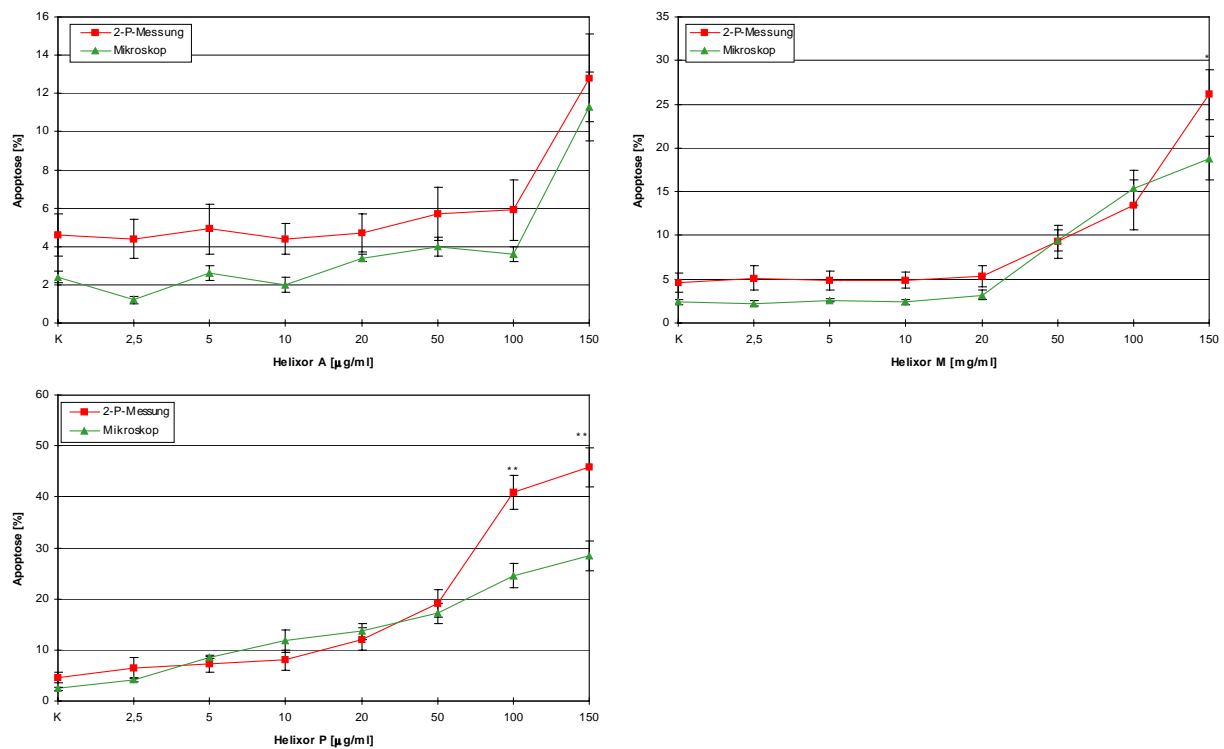 16
14
12
10
8
6
4
2
0
Apoptose [%]
2-P-Messung
Mikroskop
K 2,5 5 10 20 50 100 150
Helixor A [µg/ml]
35
30
25
20
15
10
5
0
Apoptose [%]
2-P-Messung
Mikroskop
*
K 2,5 5 10 20 50 100 150
Helixor M [mg/ml]
60
50
40
30
20
10
0
Apoptose [%]
2-P-Messung
Mikroskop
**
**
K 2,5 5 10 20 50 100 150
Helixor P [µg/ml]